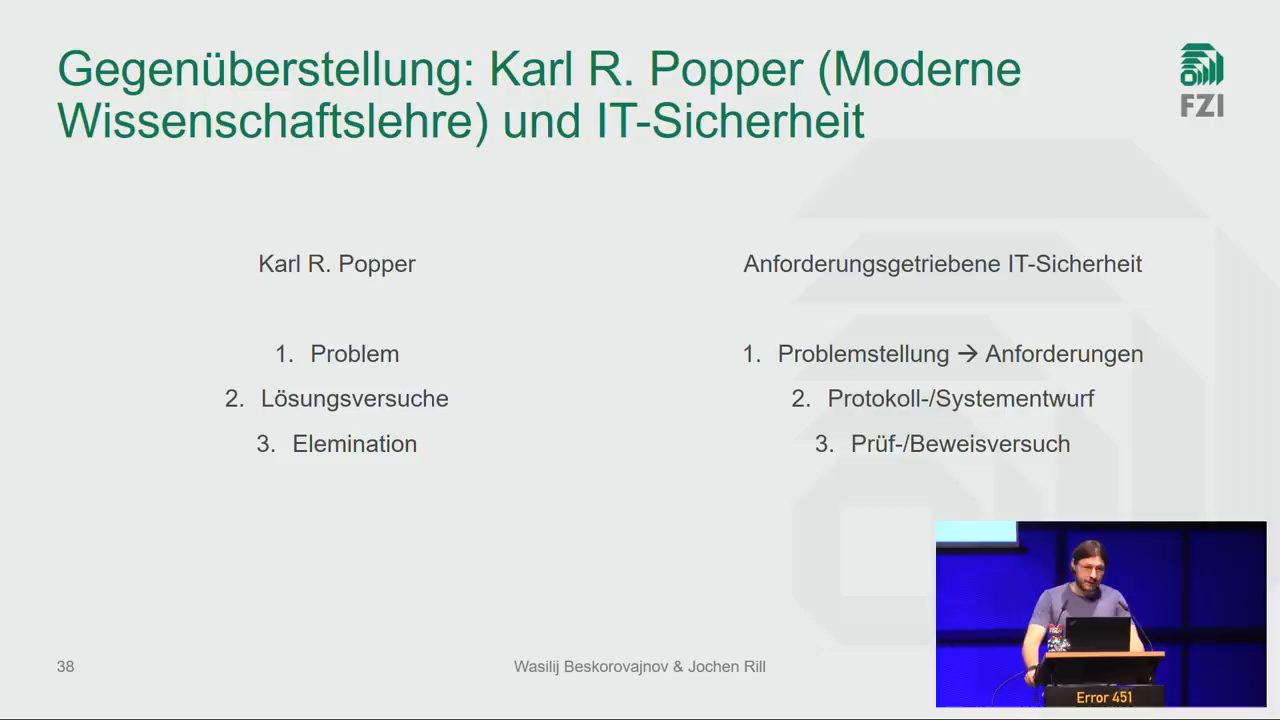 Gegenüberstellung: Karl R. Popper (Moderne
Wissenschaftslehre) und IT-Sicherheit
FZI
Karl R. Popper
1. Problem
2. Lösungsversuche
3. Elemination
Anforderungsgetriebene IT-Sicherheit
1. Problemstellung → Anforderungen
2. Protokoll-/Systementwurf
3. Prüf-/Beweisversuch
38
Wasilij Beskorovajnov & Jochen Rill
Error 451